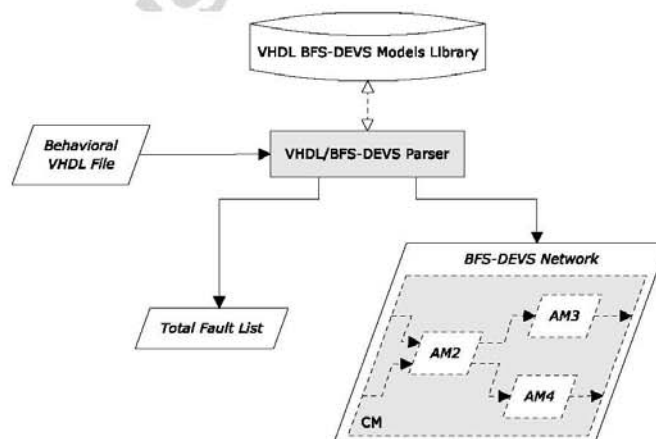 VHDL BFS-DEVS Models Library
Behavioral
VHDL File
VHDL/BFS-DEVS Parser
BFS-DEVS Network
Total Fault List
AM3
AM2
AM4
CM